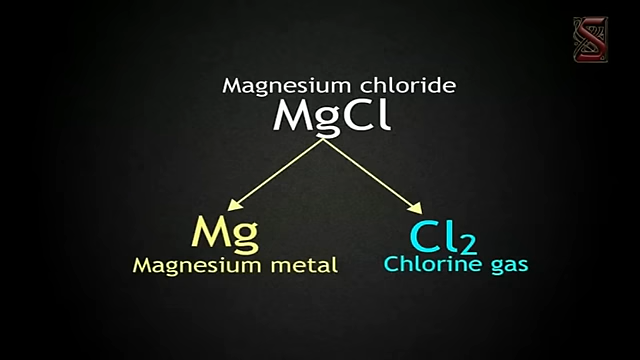 Magnesium chloride
MgCl
Mg
Magnesium metal
Cl₂
Chlorine gas
S